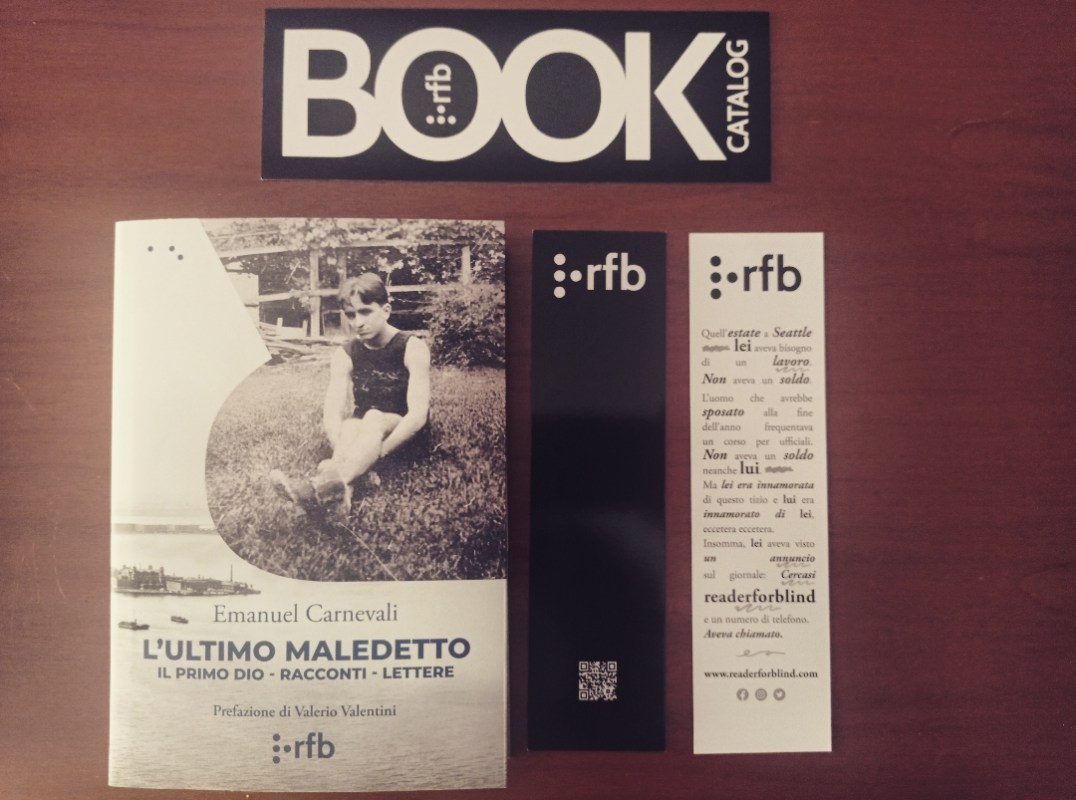 BOOK
rfb
CATALOG
Emanuel Carnevali
L'ULTIMO MALEDETTO
IL PRIMO DIO - RACCONTI - LETTERE
Prefazione di Valerio Valentini
rfb
rfb
rfb
Quell'estate a Seattle
lei aveva bisogno
di un lavoro.
Non aveva un soldo.
L'uomo che avrebbe
sposato alla fine
dell'anno frequentava
un corso per ufficiali.
Non aveva un soldo
neanche lui.
Ma lei era innamorata
di questo tizio e lui era
innamorato di lei,
eccetera eccetera.
Insomma, lei aveva visto
un annuncio
sul giornale: Cercasi
readerforblind
e un numero di telefono.
Aveva chiamato.
www.readerforblind.com